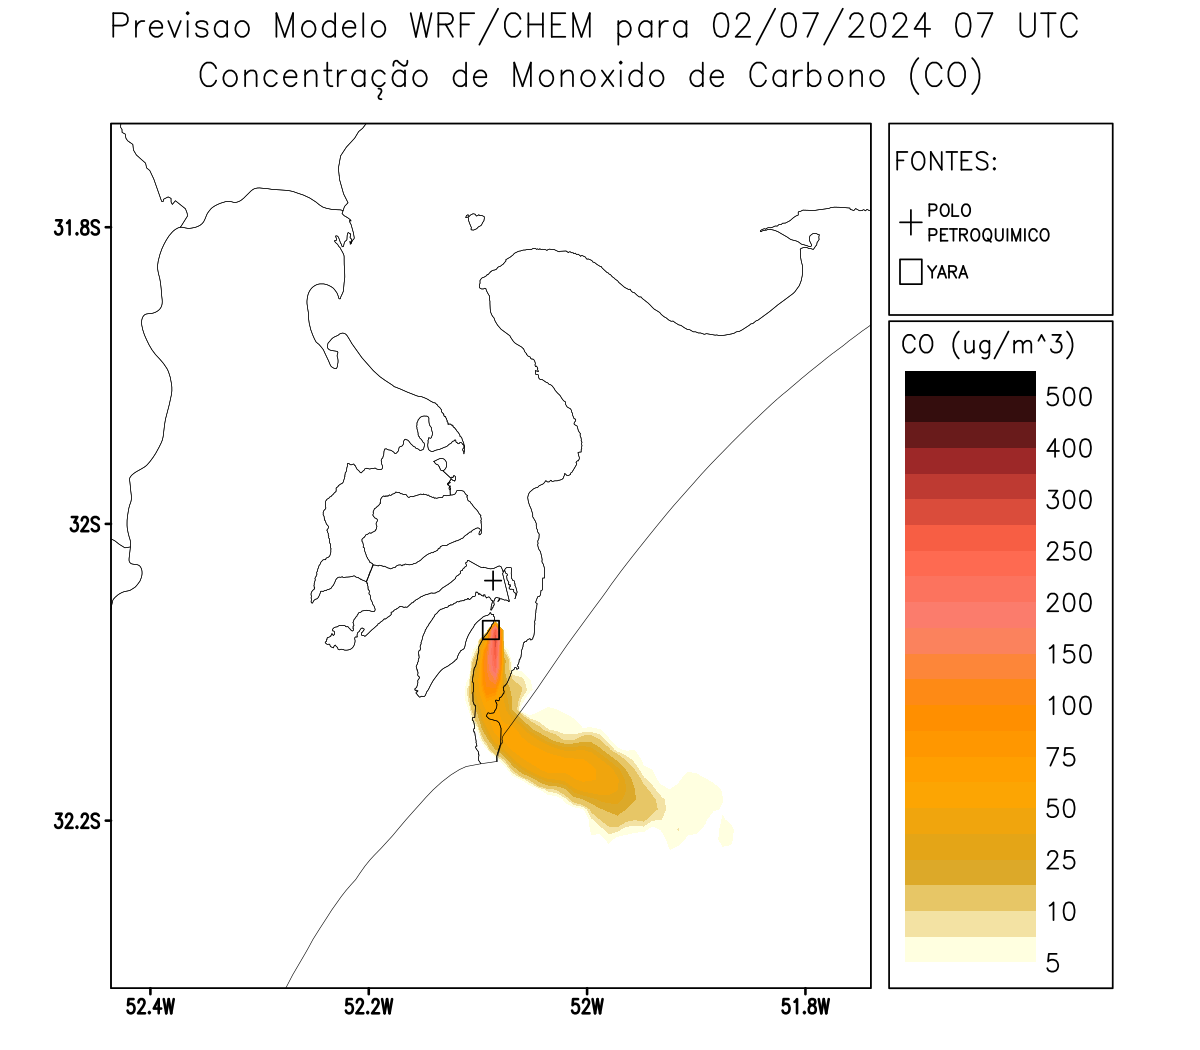 Previsao Modelo WRF/CHEM para 02/07/2024 07 UTC
Concentração de Monoxido de Carbono (CO)
FONTES:
POLO
PETROQUIMICO
YARA
CO (ug/m^3)
500
400
300
250
200
150
100
75
50
25
10
5
31.8S
32S
32.2S
52.4W
52.2W
52W
51.8W